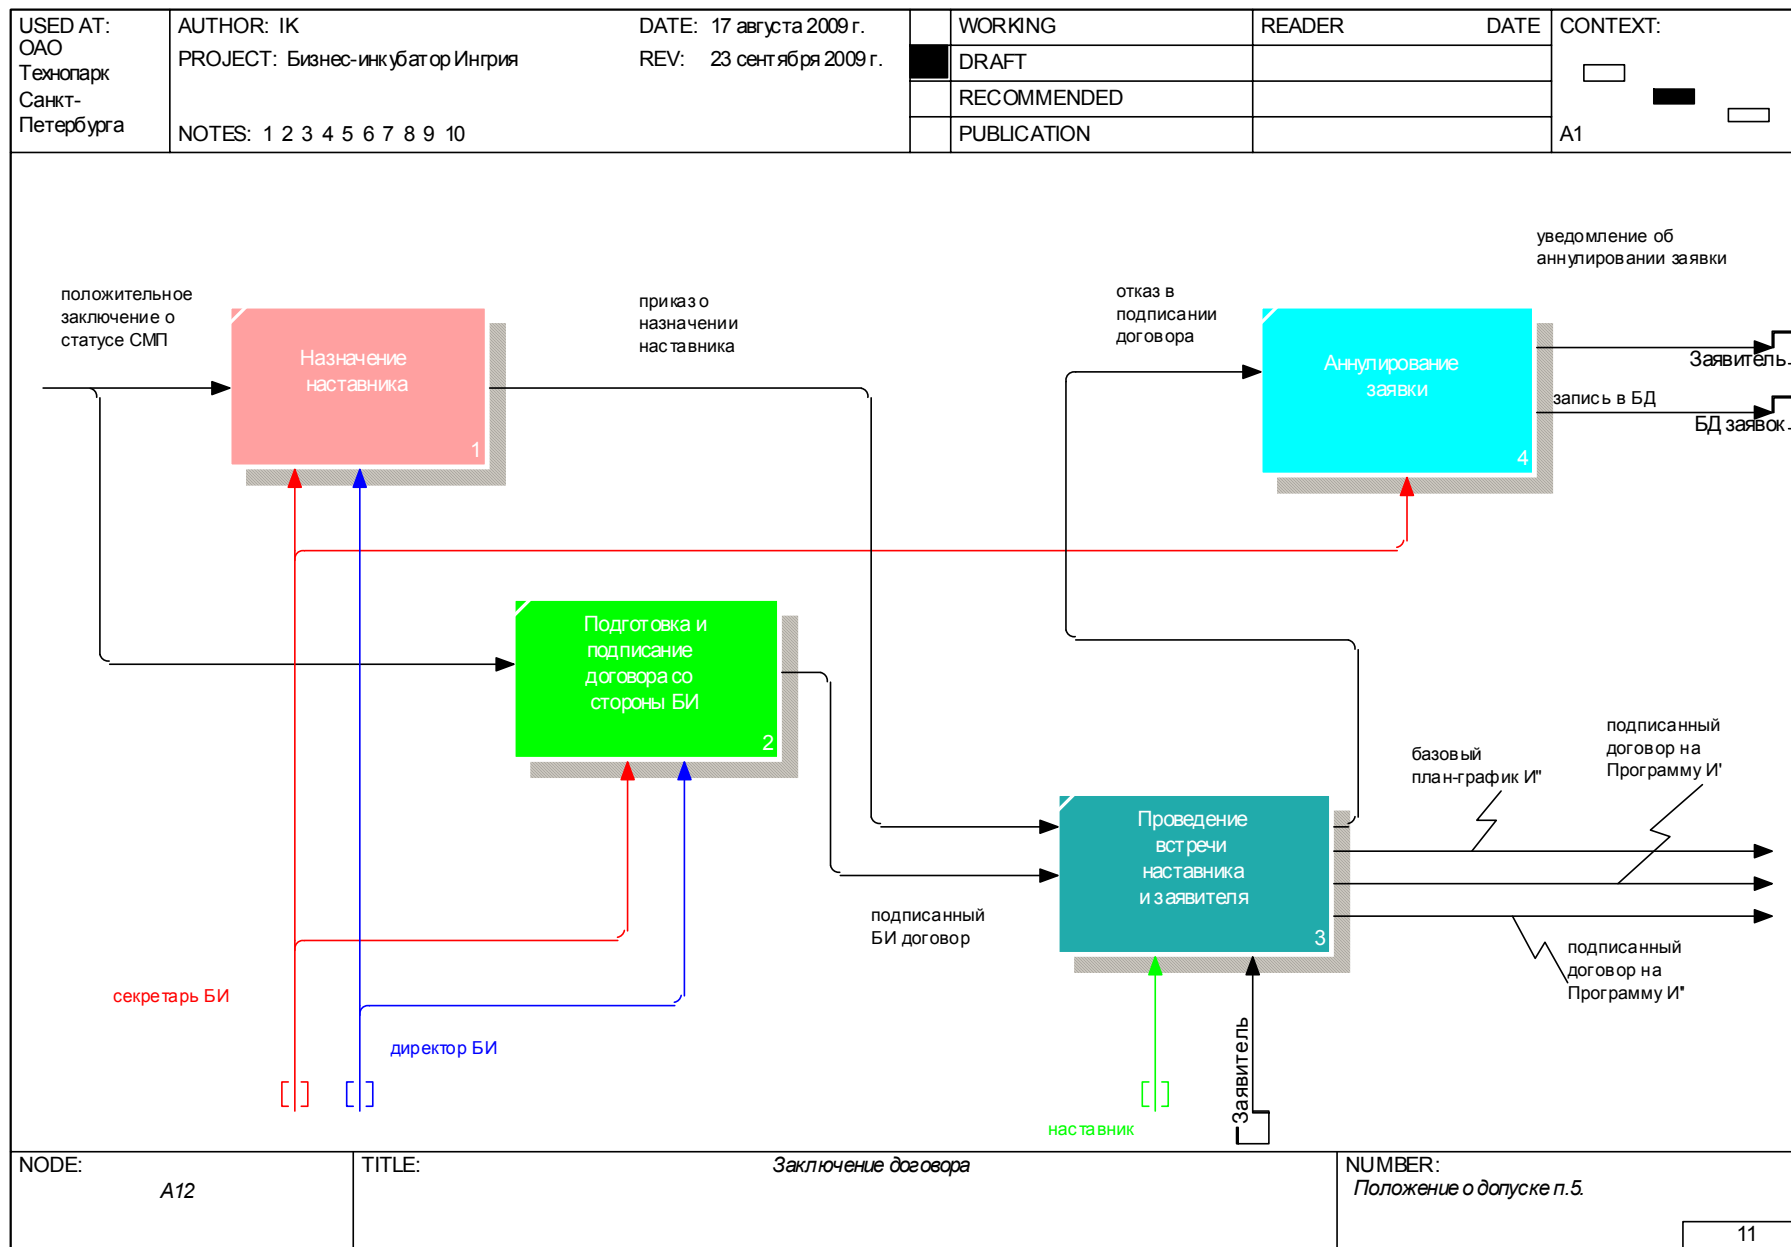 USED AT:
ОАО
Технопарк
Санкт-
Петербурга
AUTHOR: IK
DATE: 17 августа 2009 г.
PROJECT: Бизнес-инкубатор Ингрия
REV: 23 сентября 2009 г.
NOTES: 1 2 3 4 5 6 7 8 9 10
WORKING
DRAFT
RECOMMENDED
PUBLICATION
READER DATE
CONTEXT:
A1
положительное
заключение о
статусе СМП
Назначение
наставника
1
приказ о
назначении
наставника
отказ в
подписании
договора
уведомление об
аннулировании заявки
Аннулирование
заявки
4
Заявитель
запись в БД
БД заявок
Подготовка и
подписание
договора со
стороны БИ
2
подписанный
БИ договор
Проведение
встречи
наставника
и заявителя
3
базовый
план-график И"
подписанный
договор на
Программу И'
подписанный
договор на
Программу И"
секретарь БИ
директор БИ
наставник
Заявитель
NODE:
A12
TITLE:
Заключение договора
NUMBER:
Положение о допуске п.5.
11